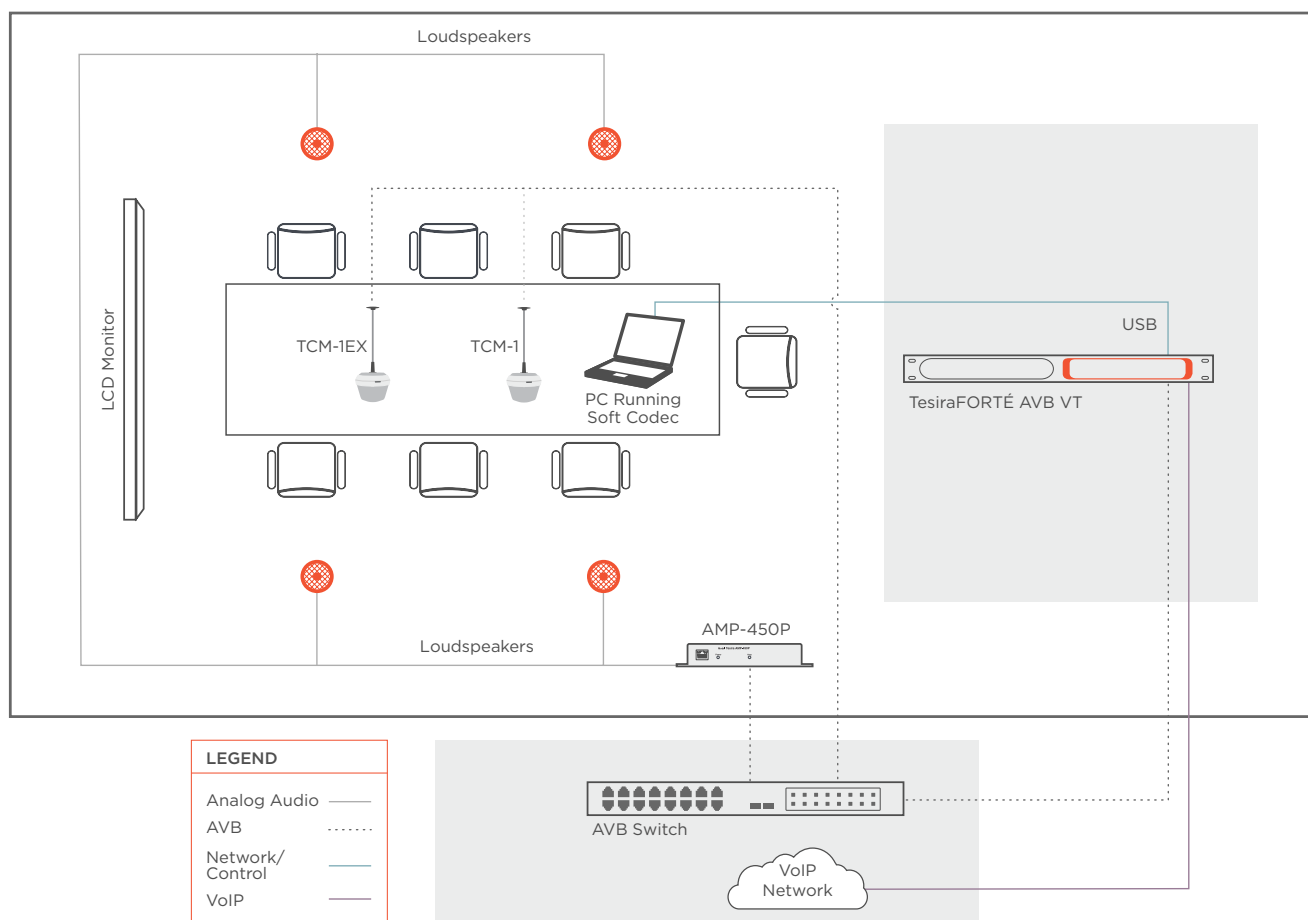 Loudspeakers
LCD Monitor
TCM-1EX
TCM-1
PC Running
Soft Codec
USB
TesiraFORTÉ AVB VT
Loudspeakers
AMP-450P
LEGEND
Analog Audio
AVB
Network/
Control
VoIP
AVB Switch
VoIP
Network